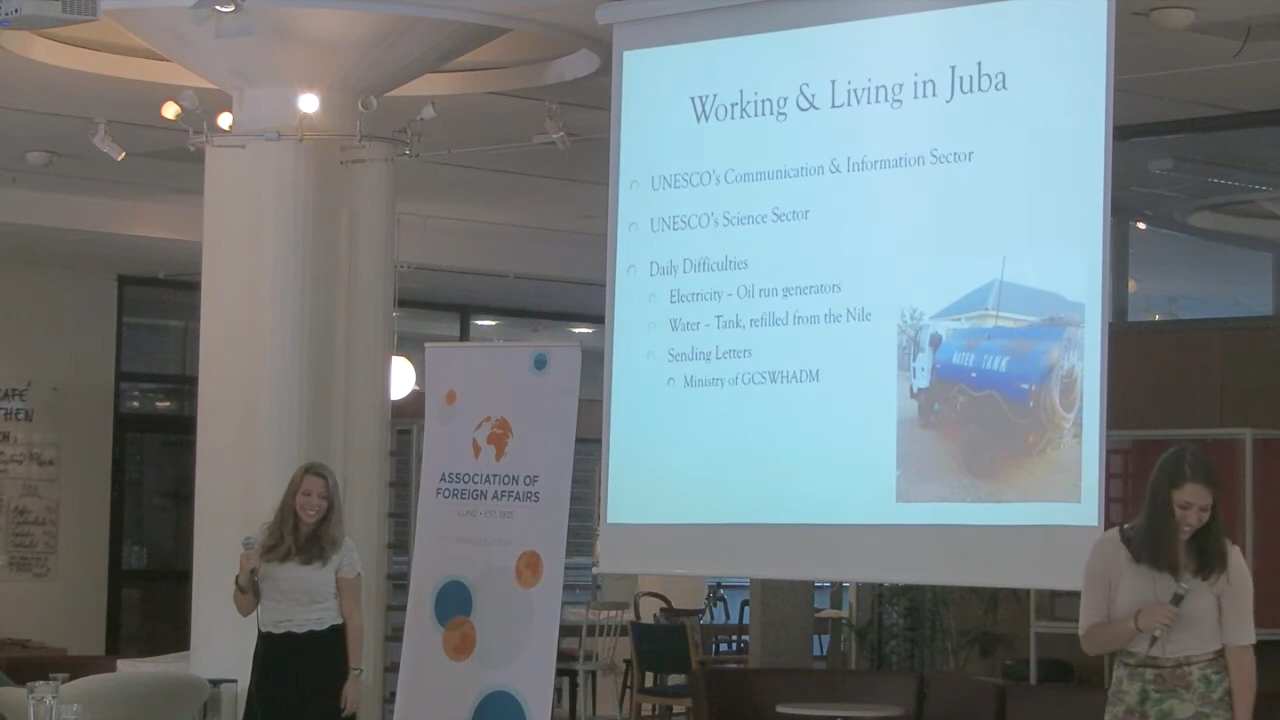 Working & Living in Juba
UNESCO's Communication & Information Sector
UNESCO's Science Sector
Daily Difficulties
Electricity – Oil run generators
Water – Tank, refilled from the Nile
Sending Letters
Ministry of GCSWHADM
WATER TANK
ASSOCIATION OF
FOREIGN AFFAIRS
LUND • EST. 1935